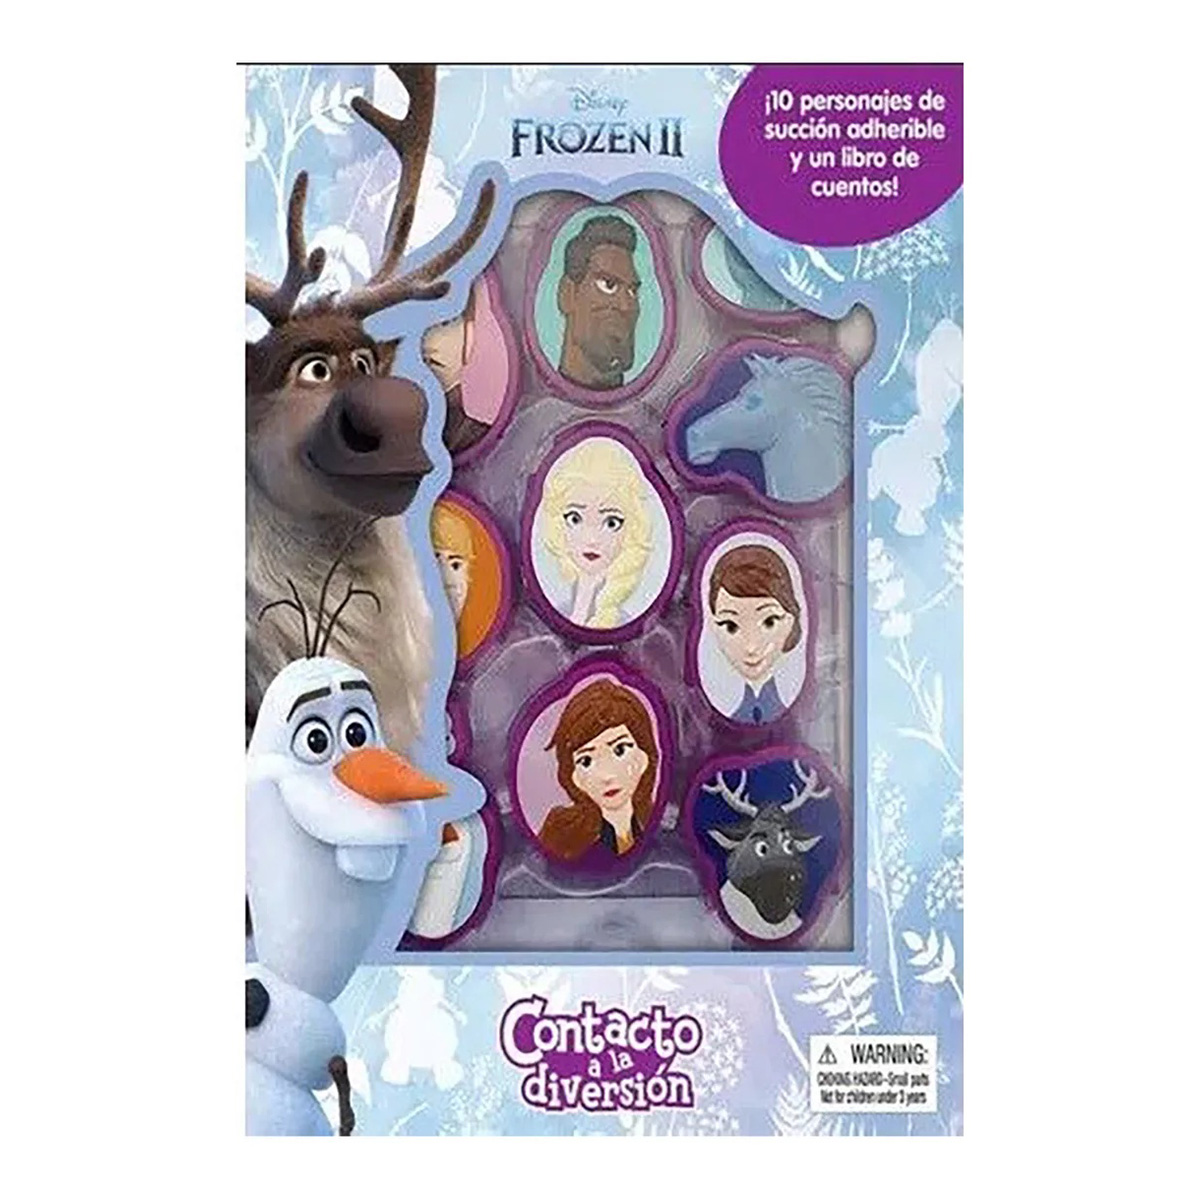 Disney
FROZEN II
¡10 personajes de
succión adherible
y un libro de
cuentos!
Contacto
a la
diversión
WARNING:
CHOKING HAZARD–Small parts
Not for children under 3 years